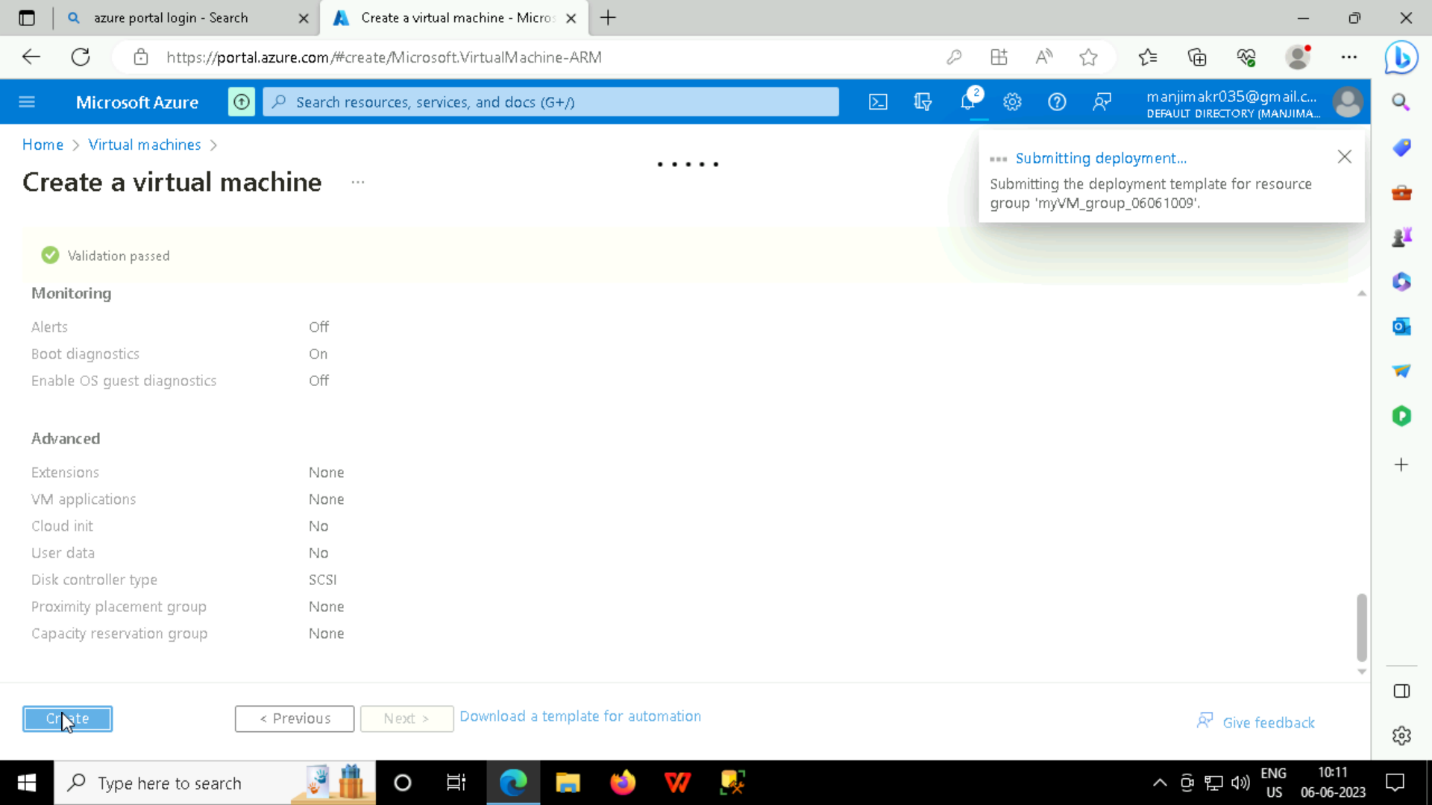 azure portal login - Search
Create a virtual machine - Micros
https://portal.azure.com/#create/Microsoft.VirtualMachine-ARM
Microsoft Azure
Search resources, services, and docs (G+/)
2
manjimakr035@gmail.c...
DEFAULT DIRECTORY (MANJIMA...
Home > Virtual machines >
Create a virtual machine ...
Submitting deployment...
Submitting the deployment template for resource
group 'myVM_group_06061009'.
Validation passed
Monitoring
Alerts Off
Boot diagnostics On
Enable OS guest diagnostics Off
Advanced
Extensions None
VM applications None
Cloud init No
User data No
Disk controller type SCSI
Proximity placement group None
Capacity reservation group None
Create
< Previous
Next >
Download a template for automation
Give feedback
Type here to search
ENG
US
10:11
06-06-2023